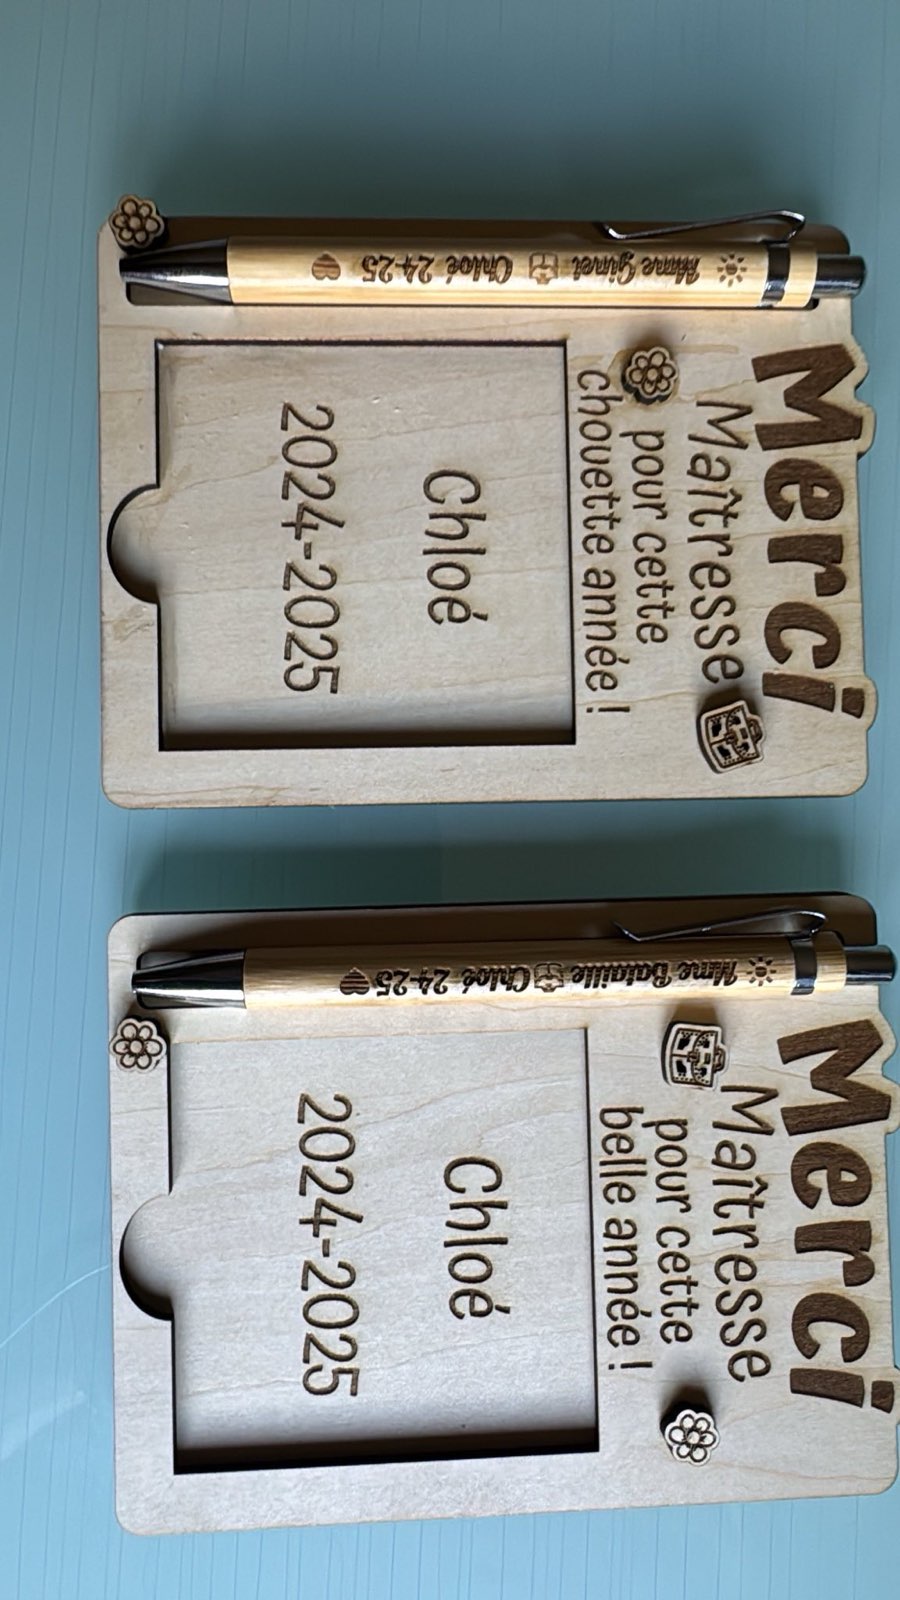 Merci
Maîtresse
pour cette
chouette année !
Chloé
2024-2025
Mme Ginet Chloé 24-25
Merci
Maîtresse
pour cette
belle année !
Chloé
2024-2025
Mme Bataille Chloé 24-25